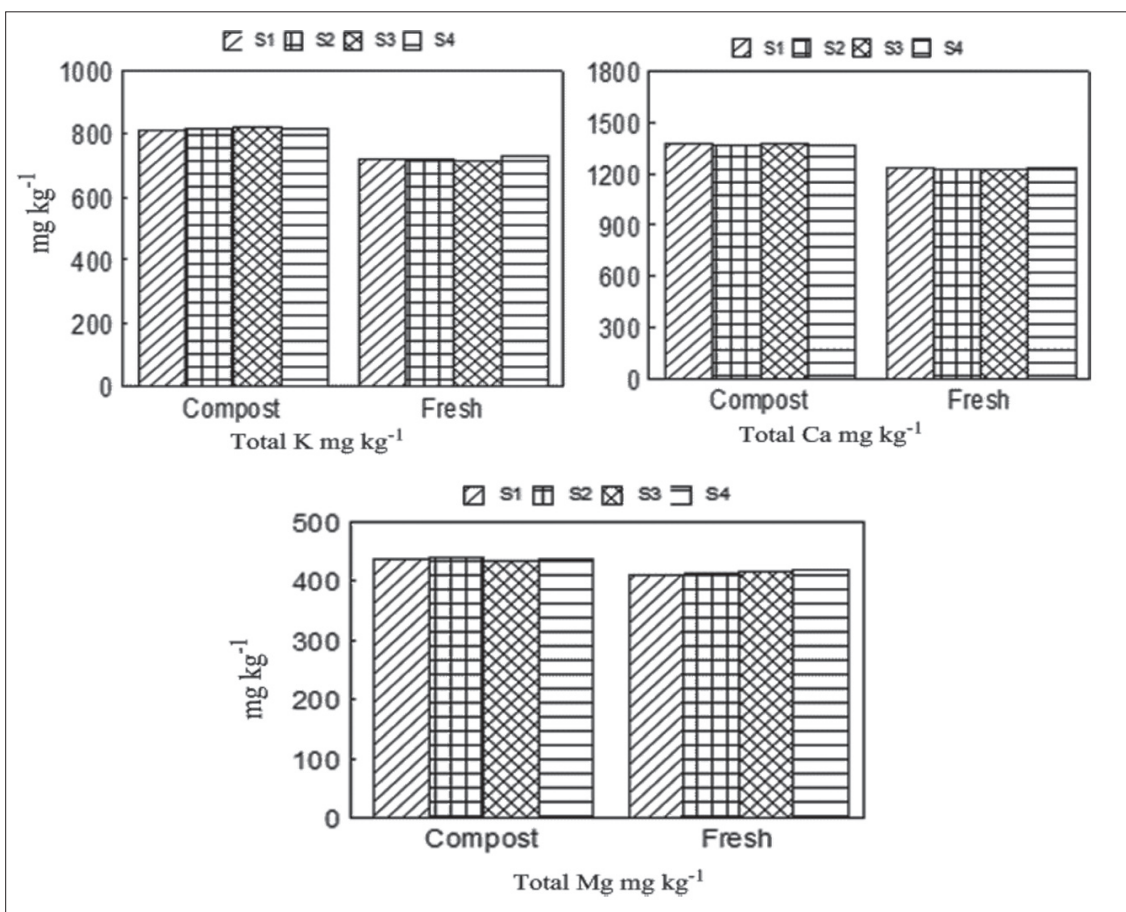 S1 S2 S3 S4
1000
800
600
400
200
0
mg kg-1
Compost Fresh
Total K mg kg-1
S1 S2 S3 S4
1800
1500
1200
900
600
300
0
Compost Fresh
Total Ca mg kg-1
S1 S2 S3 S4
500
400
300
200
100
0
mg kg-1
Compost Fresh
Total Mg mg kg-1